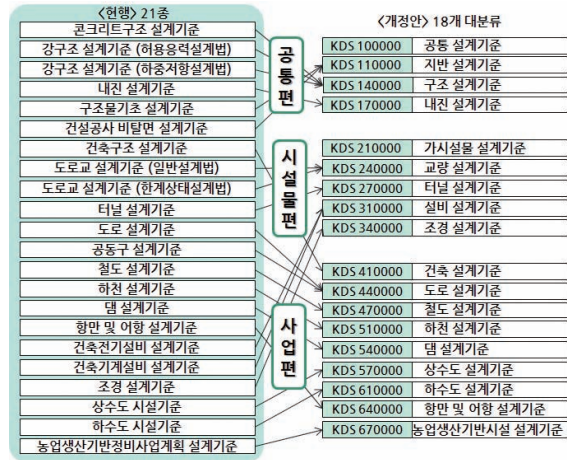 <현행> 21종
콘크리트구조 설계기준
강구조 설계기준 (허용응력설계법)
강구조 설계기준 (하중저항설계법)
내진 설계기준
구조물기초 설계기준
건설공사 비탈면 설계기준
건축구조 설계기준
도로교 설계기준 (일반설계법)
도로교 설계기준 (한계상태설계법)
터널 설계기준
도로 설계기준
공동구 설계기준
철도 설계기준
하천 설계기준
댐 설계기준
항만 및 어항 설계기준
건축전기설비 설계기준
건축기계설비 설계기준
조경 설계기준
상수도 시설기준
하수도 시설기준
농업생산기반정비사업계획 설계기준
공통편
시설물편
사업편
<개정안> 18개 대분류
KDS 100000 공통 설계기준
KDS 110000 지반 설계기준
KDS 140000 구조 설계기준
KDS 170000 내진 설계기준
KDS 210000 가시설물 설계기준
KDS 240000 교량 설계기준
KDS 270000 터널 설계기준
KDS 310000 설비 설계기준
KDS 340000 조경 설계기준
KDS 410000 건축 설계기준
KDS 440000 도로 설계기준
KDS 470000 철도 설계기준
KDS 510000 하천 설계기준
KDS 540000 댐 설계기준
KDS 570000 상수도 설계기준
KDS 610000 하수도 설계기준
KDS 640000 항만 및 어항 설계기준
KDS 670000 농업생산기반시설 설계기준